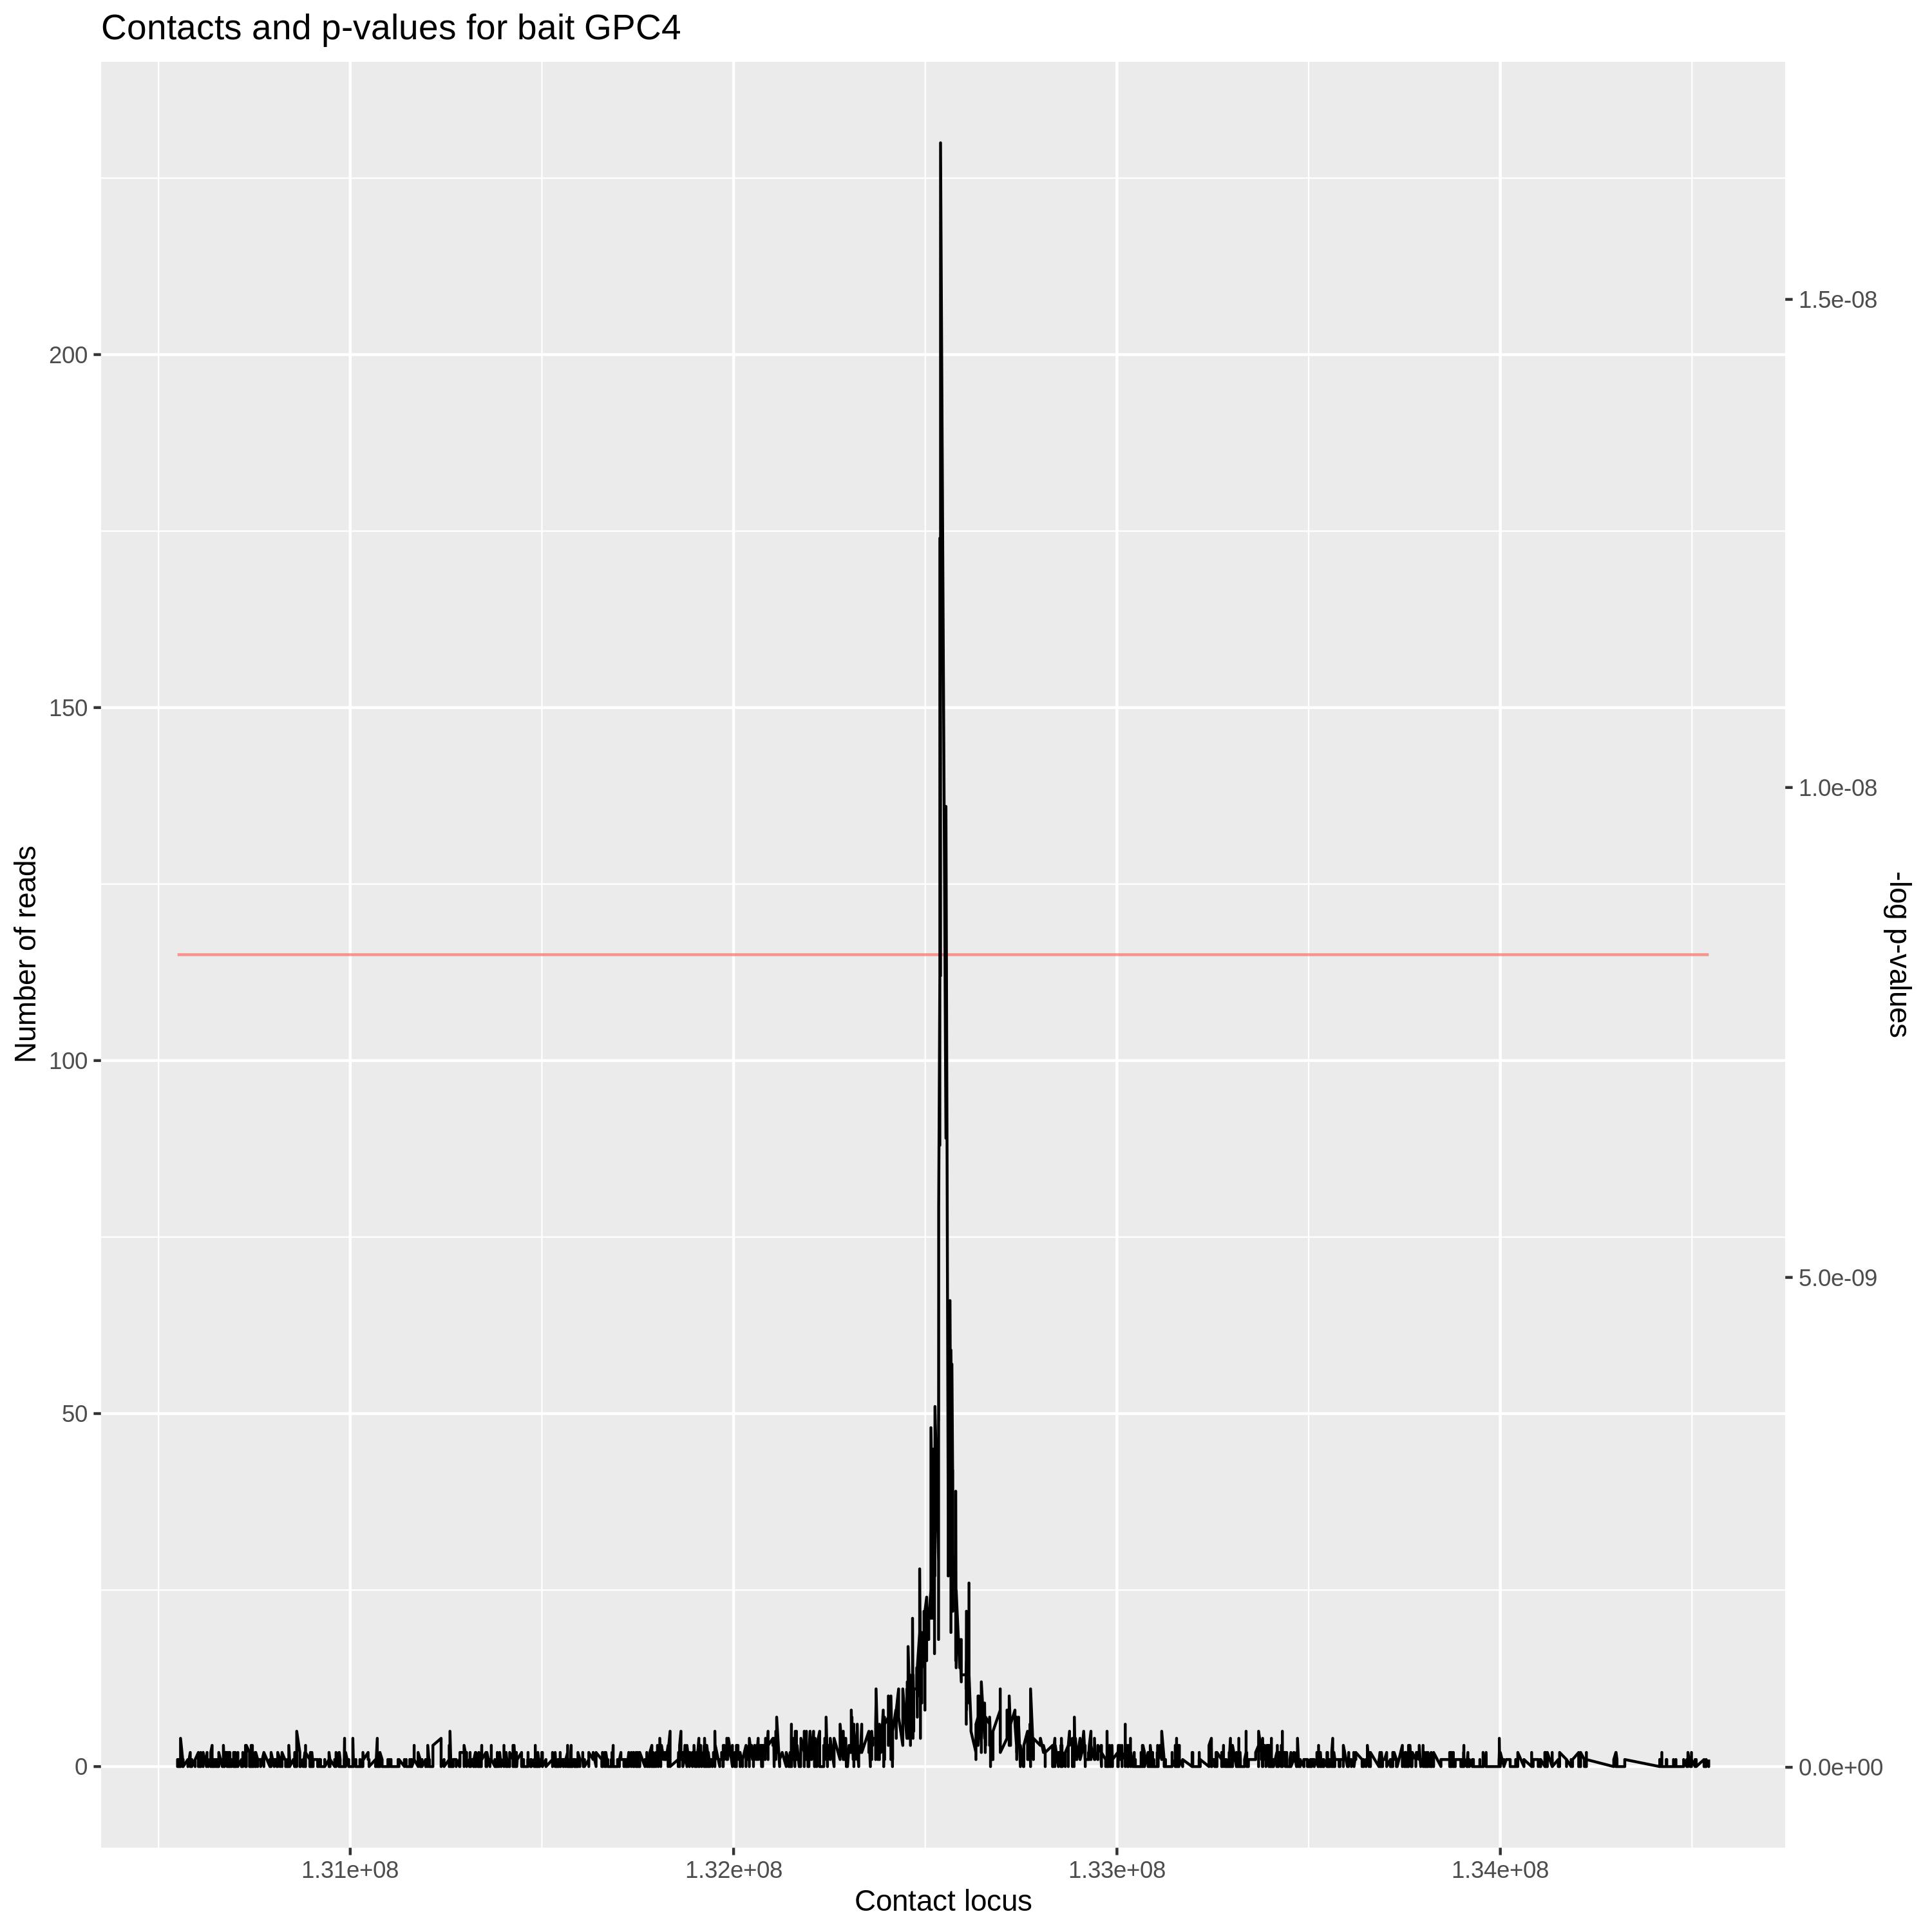 Contacts and p-values for bait GPC4
Number of reads
200
150
100
50
0
1.5e-08
1.0e-08
5.0e-09
0.0e+00
-log p-values
1.31e+08
1.32e+08
1.33e+08
1.34e+08
Contact locus